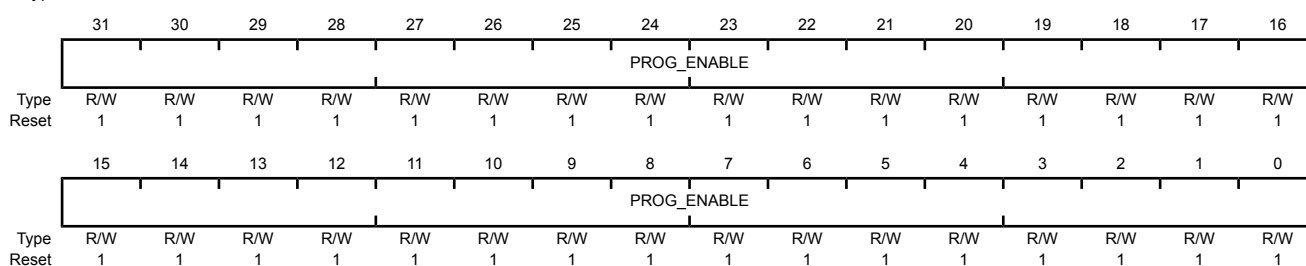 31 30 29 28 27 26 25 24 23 22 21 20 19 18 17 16
PROG_ENABLE
Type R/W R/W R/W R/W R/W R/W R/W R/W R/W R/W R/W R/W R/W R/W R/W R/W
Reset 1 1 1 1 1 1 1 1 1 1 1 1 1 1 1 1
15 14 13 12 11 10 9 8 7 6 5 4 3 2 1 0
PROG_ENABLE
Type R/W R/W R/W R/W R/W R/W R/W R/W R/W R/W R/W R/W R/W R/W R/W R/W
Reset 1 1 1 1 1 1 1 1 1 1 1 1 1 1 1 1